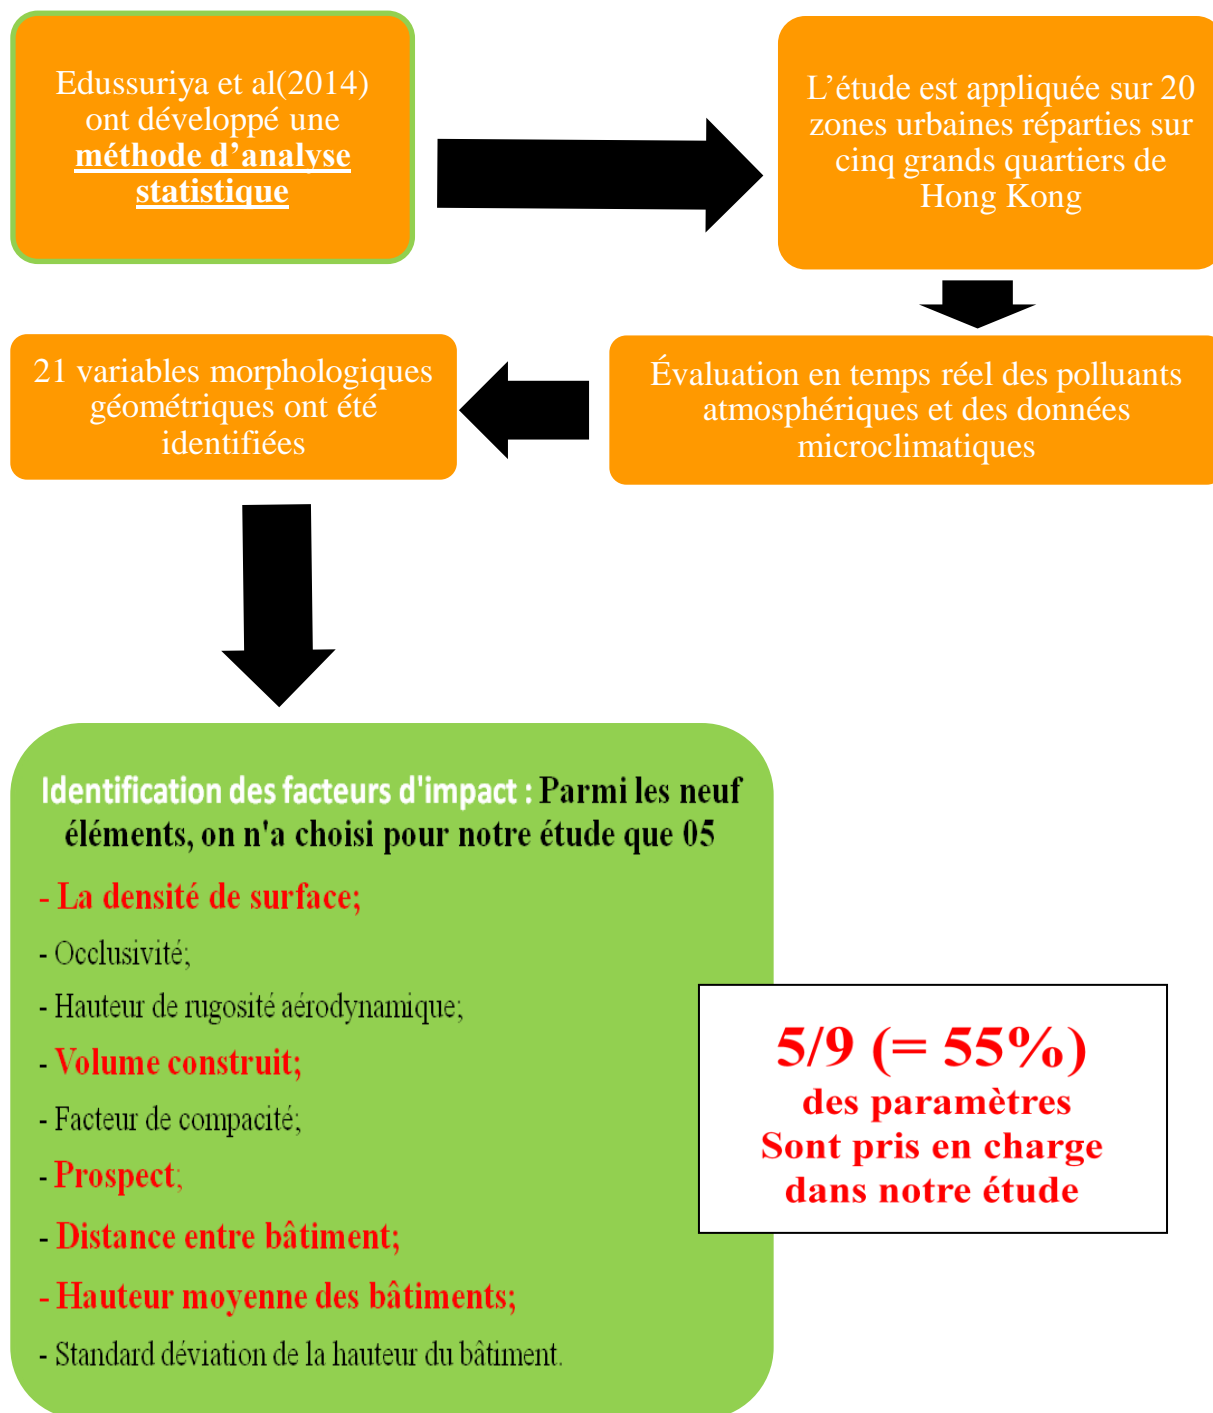 Edussuriya et al(2014)
ont développé une
méthode d'analyse
statistique
L'étude est appliquée sur 20
zones urbaines réparties sur
cinq grands quartiers de
Hong Kong
Évaluation en temps réel des polluants
atmosphériques et des données
microclimatiques
21 variables morphologiques
géométriques ont été
identifiées
Identification des facteurs d'impact : Parmi les neuf
éléments, on n'a choisi pour notre étude que 05
- La densité de surface;
- Occlusivité;
- Hauteur de rugosité aérodynamique;
- Volume construit;
- Facteur de compacité;
- Prospect;
- Distance entre bâtiment;
- Hauteur moyenne des bâtiments;
- Standard déviation de la hauteur du bâtiment.
5/9 (= 55%)
des paramètres
Sont pris en charge
dans notre étude